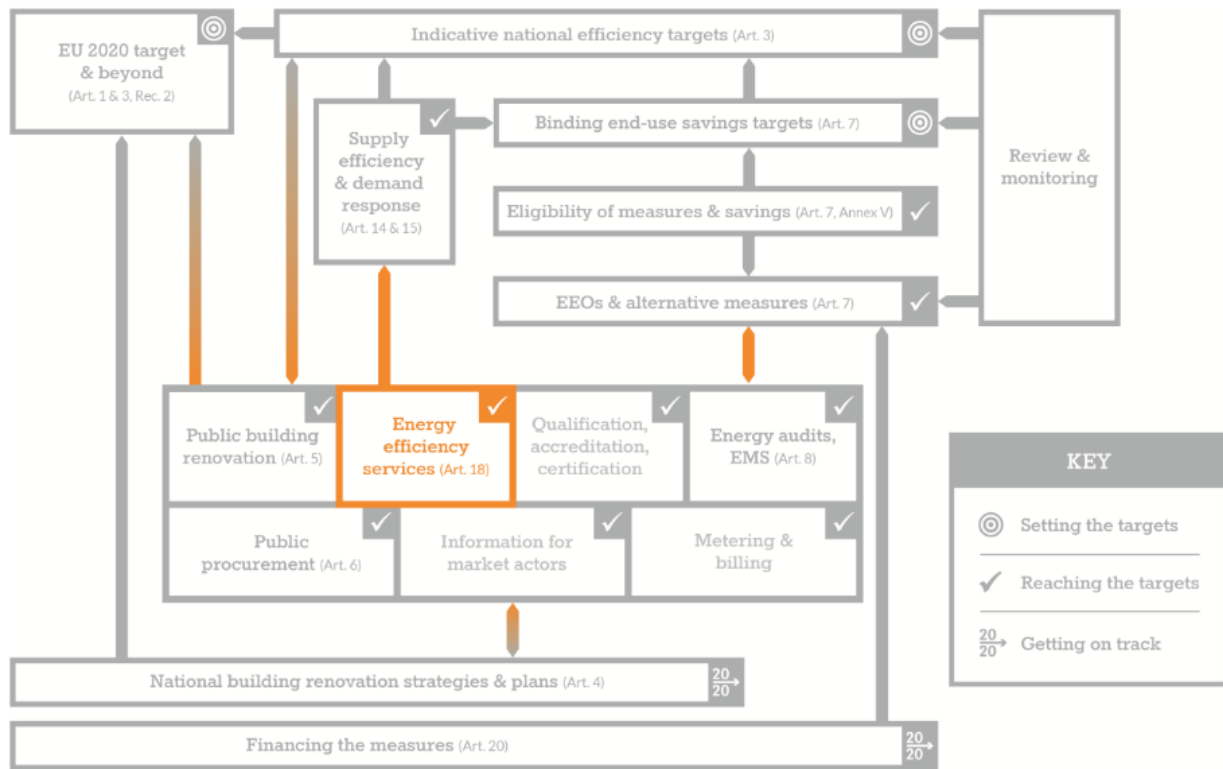 EU 2020 target
& beyond
(Art. 1 & 3, Rec. 2)
Indicative national efficiency targets (Art. 3)
Supply
efficiency
& demand
response
(Art. 14 & 15)
Binding end-use savings targets (Art. 7)
Eligibility of measures & savings (Art. 7, Annex V)
EEOs & alternative measures (Art. 7)
Review &
monitoring
Public building
renovation (Art. 5)
Energy
efficiency
services (Art. 18)
Qualification,
accreditation,
certification
Energy audits,
EMS (Art. 8)
Public
procurement (Art. 6)
Information for
market actors
Metering &
billing
National building renovation strategies & plans (Art. 4)
20
20
Financing the measures (Art. 20)
20
20
KEY
Setting the targets
Reaching the targets
20
20
Getting on track